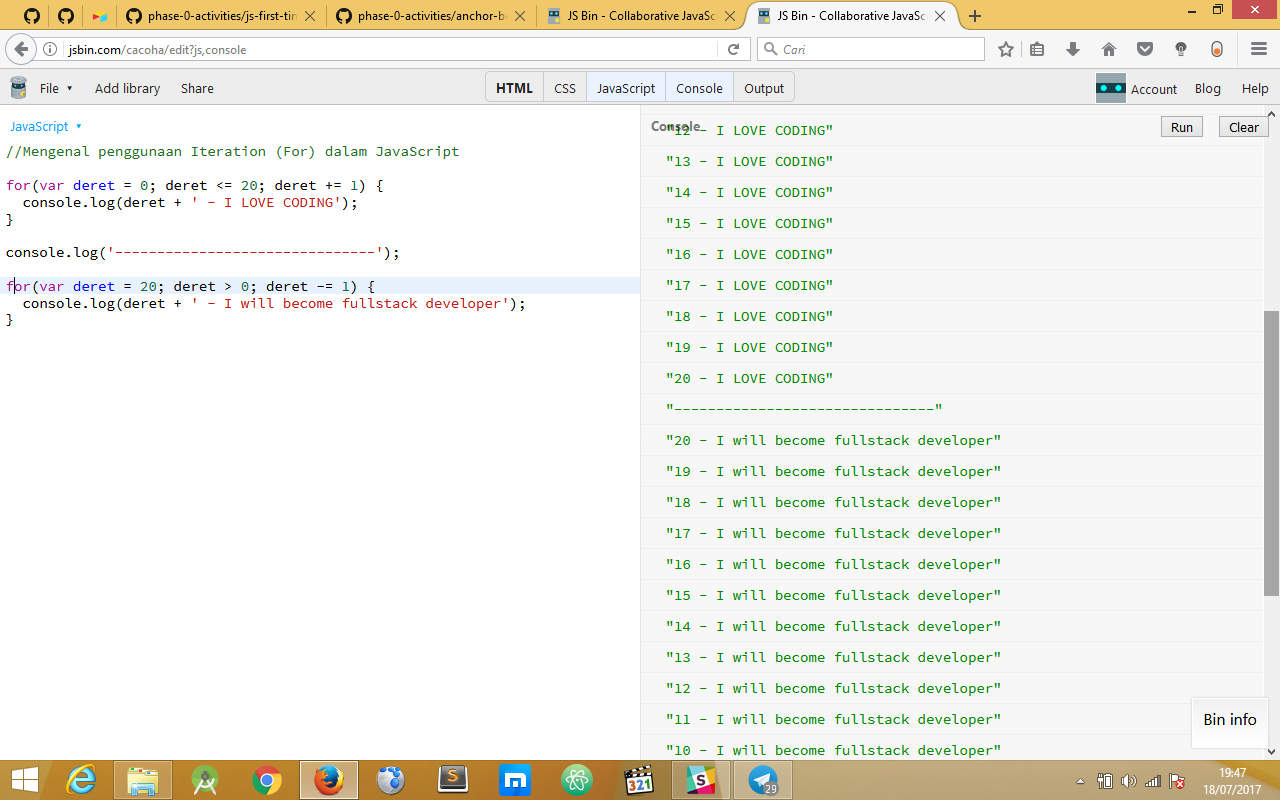 phase-0-activities/js-first-tin
phase-0-activities/anchor-b
JS Bin - Collaborative JavaSc
JS Bin - Collaborative JavaSc
jsbin.com/cacoha/edit?js,console
Cari
File
Add library
Share
HTML
CSS
JavaScript
Console
Output
Account
Blog
Help
JavaScript
//Mengenal penggunaan Iteration (For) dalam JavaScript
for(var deret = 0; deret <= 20; deret += 1) {
console.log(deret + ' - I LOVE CODING');
}
console.log('-------------------------------');
for(var deret = 20; deret > 0; deret -= 1) {
console.log(deret + ' - I will become fullstack developer');
}
Console
Run
Clear
"12 - I LOVE CODING"
"13 - I LOVE CODING"
"14 - I LOVE CODING"
"15 - I LOVE CODING"
"16 - I LOVE CODING"
"17 - I LOVE CODING"
"18 - I LOVE CODING"
"19 - I LOVE CODING"
"20 - I LOVE CODING"
"-------------------------------"
"20 - I will become fullstack developer"
"19 - I will become fullstack developer"
"18 - I will become fullstack developer"
"17 - I will become fullstack developer"
"16 - I will become fullstack developer"
"15 - I will become fullstack developer"
"14 - I will become fullstack developer"
"13 - I will become fullstack developer"
"12 - I will become fullstack developer"
"11 - I will become fullstack developer"
"10 - I will become fullstack developer"
Bin info
S
321
S
29
19:47
18/07/2017